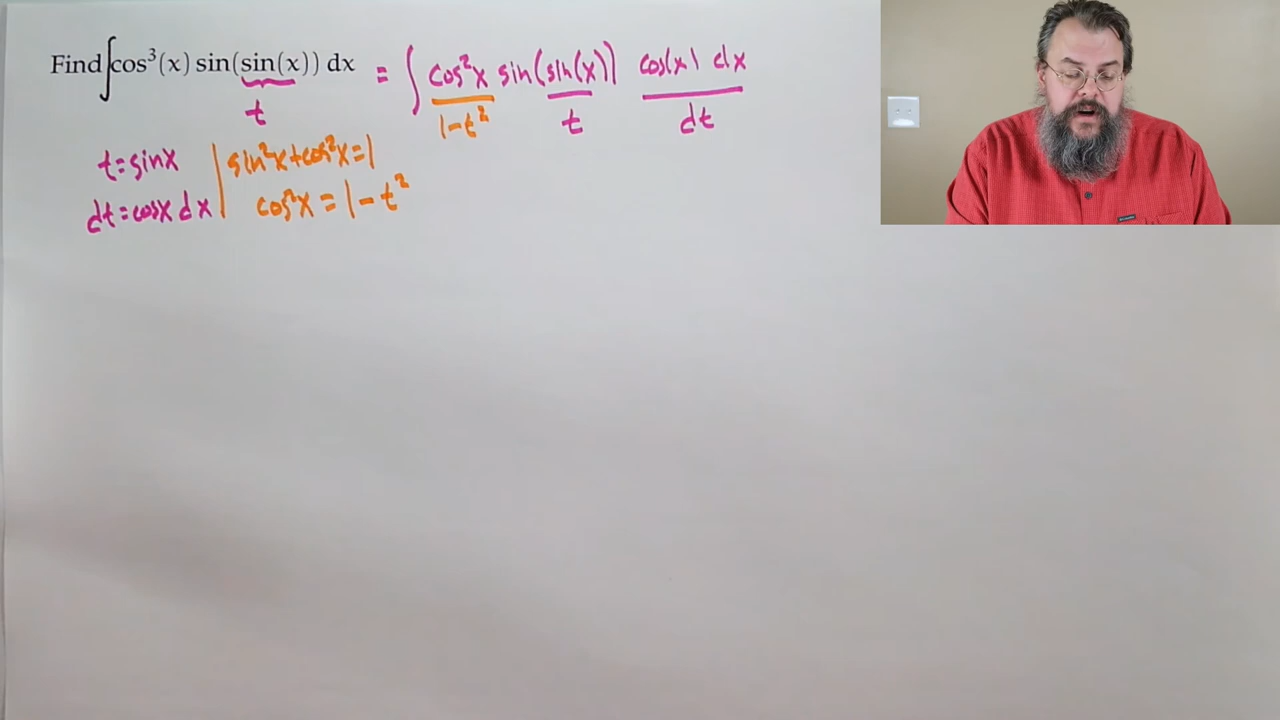 Find ∫cos³(x) sin(sin(x)) dx = ∫ cos²x sin(sin(x)) cos(x) dx
t 1-t² t dt
t=sinx sin²x+cos²x=1
dt=cosx dx cos²x = 1-t²